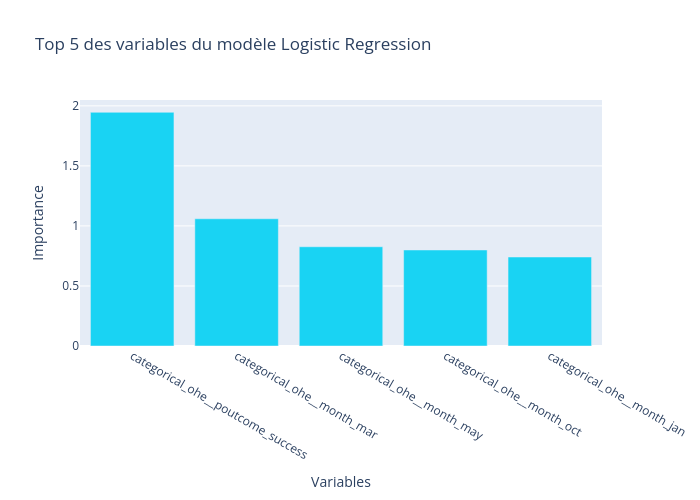 Top 5 des variables du modèle Logistic Regression
2
1.5
1
0.5
0
Importance
categorical_ohe__poutcome_success
categorical_ohe__month_mar
categorical_ohe__month_may
categorical_ohe__month_oct
categorical_ohe__month_jan
Variables